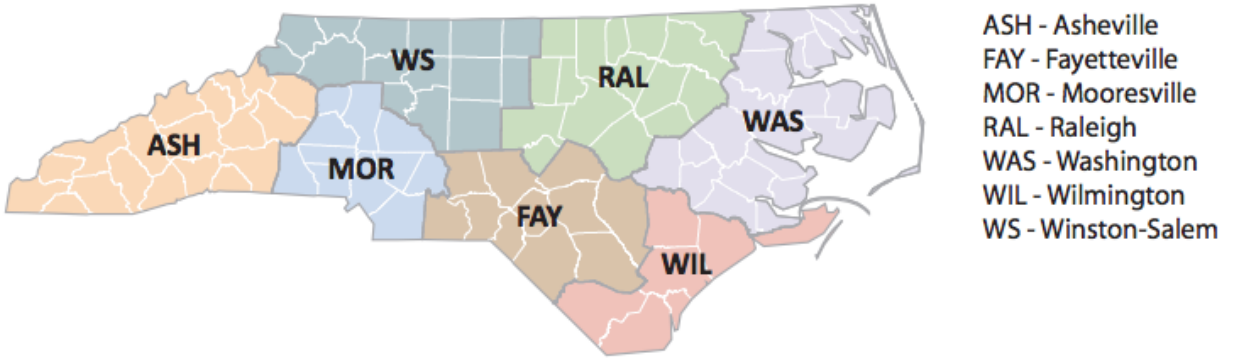 WS
RAL
WAS
ASH
MOR
FAY
WIL
ASH - Asheville
FAY - Fayetteville
MOR - Mooresville
RAL - Raleigh
WAS - Washington
WIL - Wilmington
WS - Winston-Salem